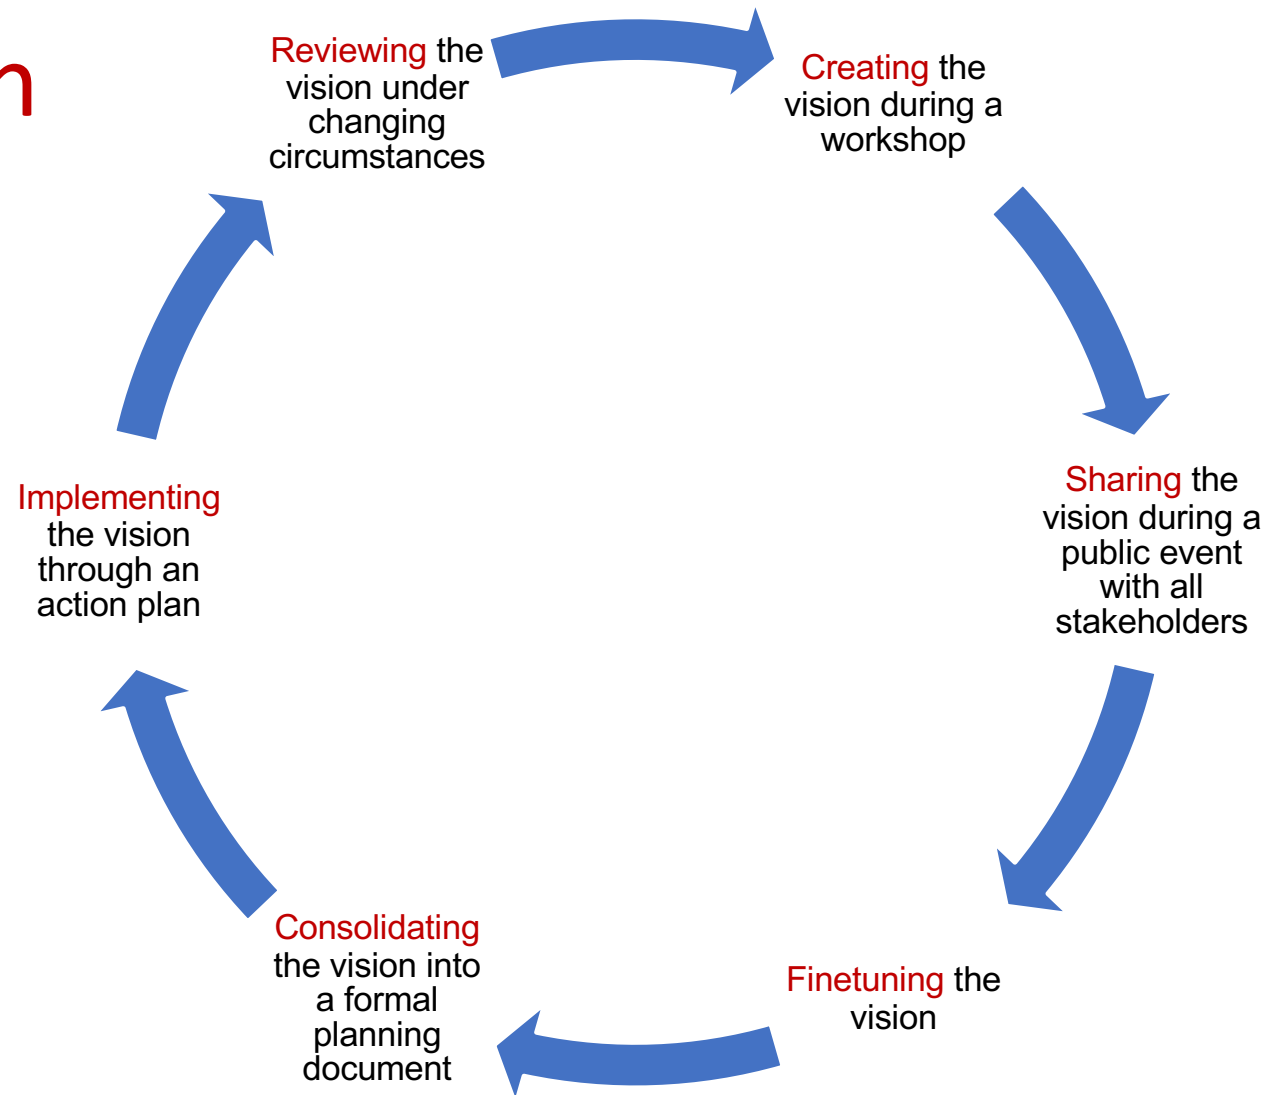 n
Reviewing the
vision under
changing
circumstances
Creating the
vision during a
workshop
Sharing the
vision during a
public event
with all
stakeholders
Finetuning the
vision
Consolidating
the vision into
a formal
planning
document
Implementing
the vision
through an
action plan